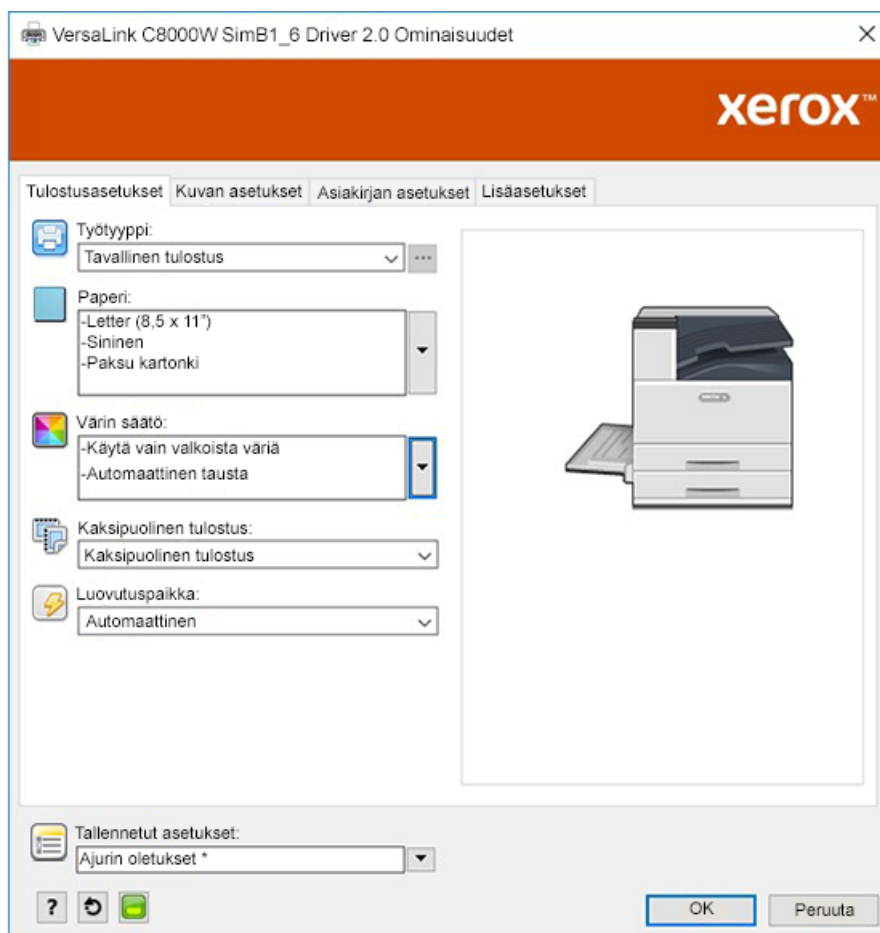 VersaLink C8000W SimB1_6 Driver 2.0 Ominaisuudet
xerox™
Tulostusasetukset Kuvan asetukset Asiakirjan asetukset Lisäasetukset
Työtyyppi:
Tavallinen tulostus
Paperi:
-Letter (8,5 x 11")
-Sininen
-Paksu kartonki
Värin säätö:
-Käytä vain valkoista väriä
-Automaattinen tausta
Kaksipuolinen tulostus:
Kaksipuolinen tulostus
Luovutuspaikka:
Automaattinen
Tallennetut asetukset:
Ajurin oletukset *
?
OK Peruuta